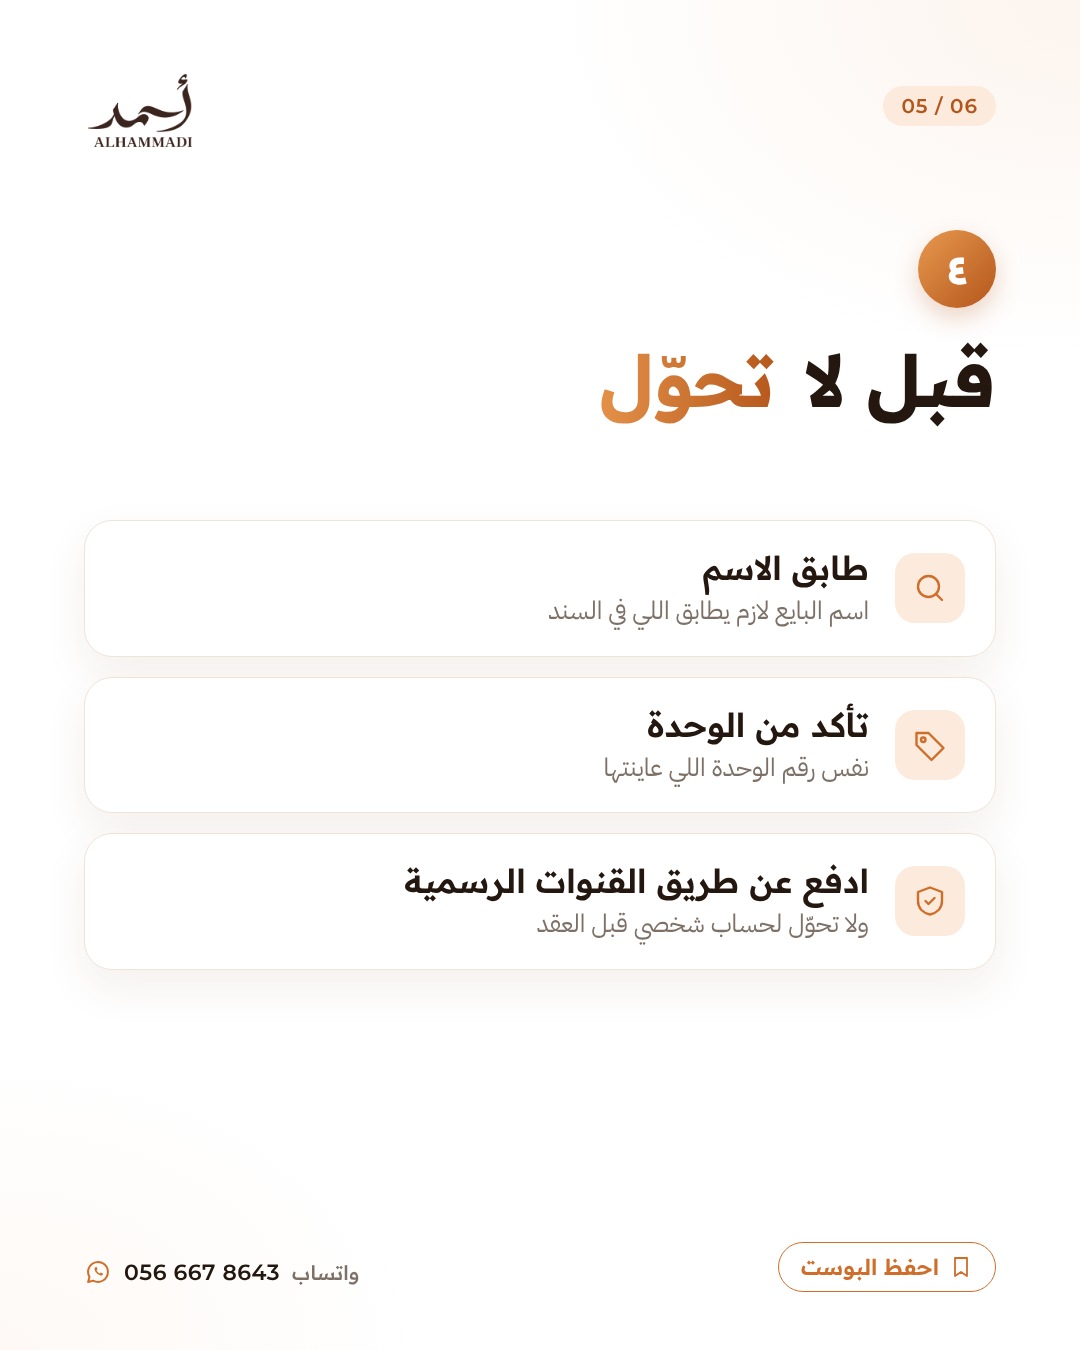 أحمد
ALHAMMADI
05 / 06
٤
قبل لا تحوّل
طابق الاسم
اسم البايع لازم يطابق اللي في السند
تأكد من الوحدة
نفس رقم الوحدة اللي عاينتها
ادفع عن طريق القنوات الرسمية
ولا تحوّل لحساب شخصي قبل العقد
احفظ البوست
واتساب 056 667 8643